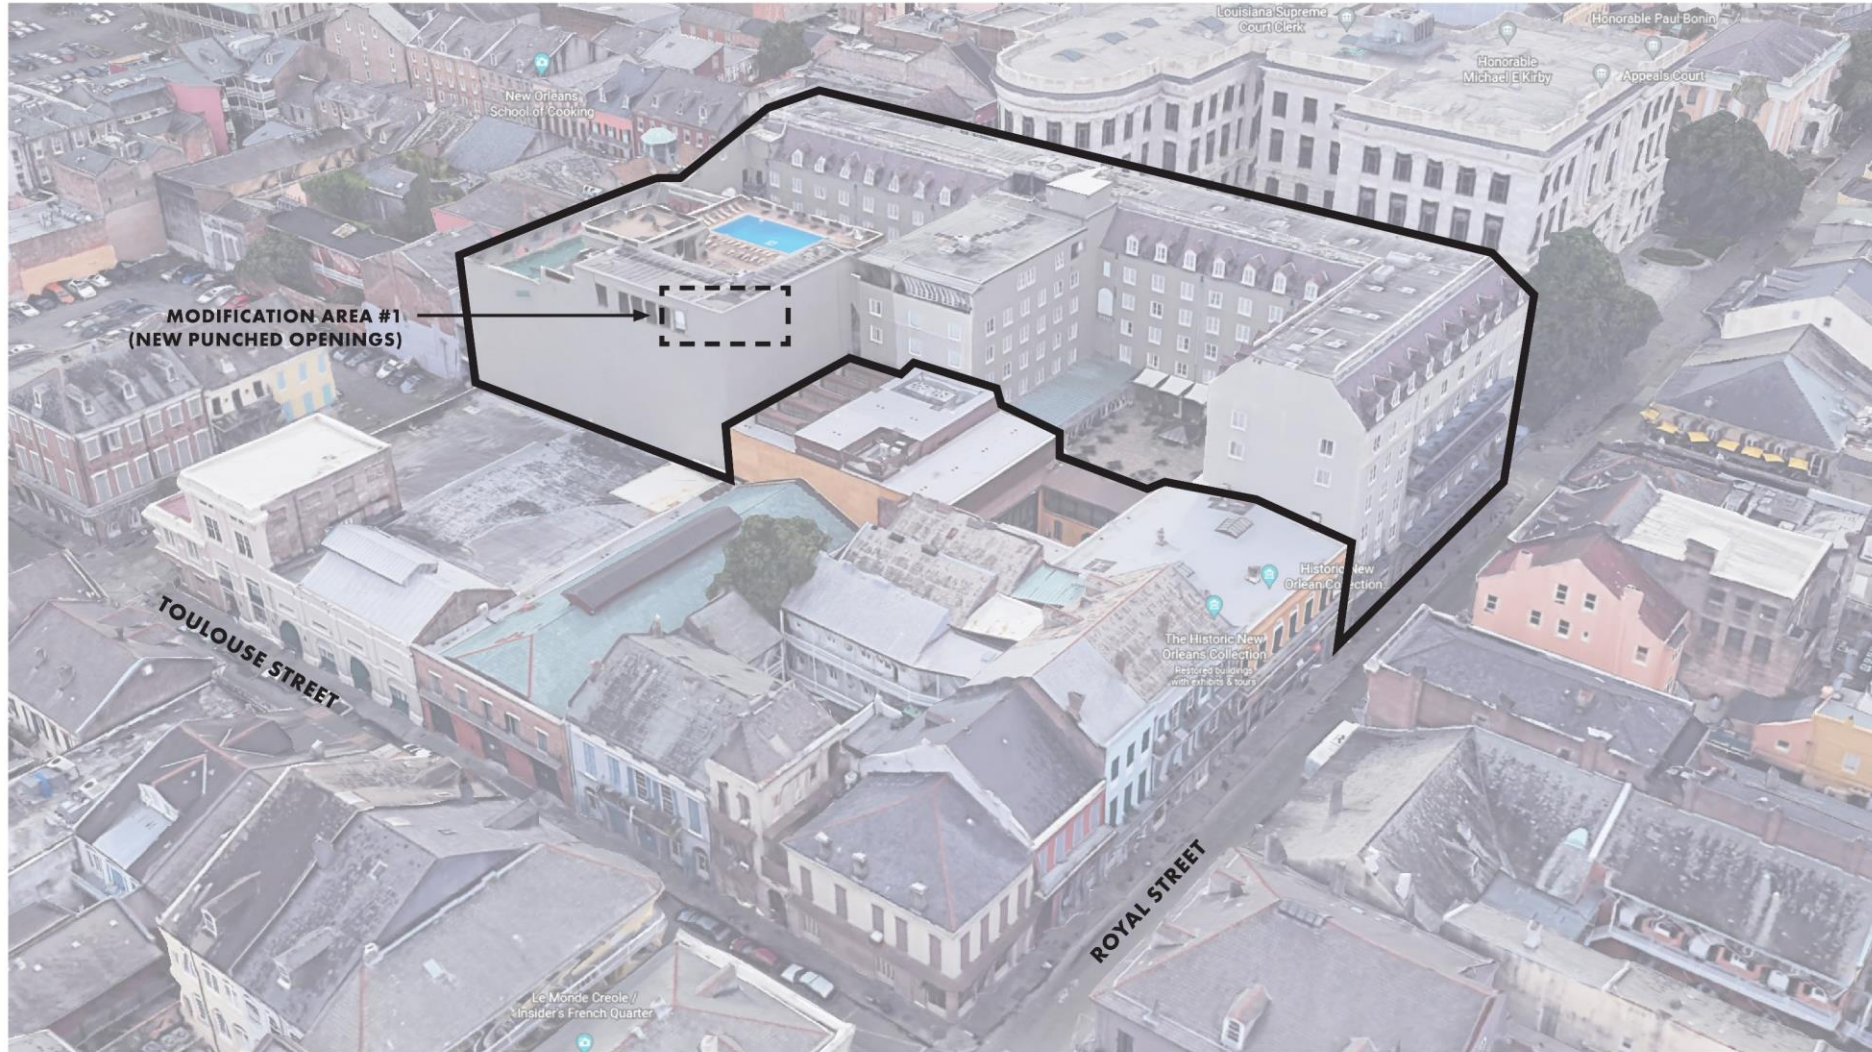 Louisiana Supreme
Court Clerk
Honorable Paul Bonin
Honorable
Michael E Kirby
Appeals Court
New Orleans
School of Cooking
MODIFICATION AREA #1
(NEW PUNCHED OPENINGS)
Historic New
Orlean Collection
The Historic New
Orleans Collection
Restored buildings
with exhibits & tours
TOULOUSE STREET
ROYAL STREET
Le Monde Creole /
Insider's French Quarter